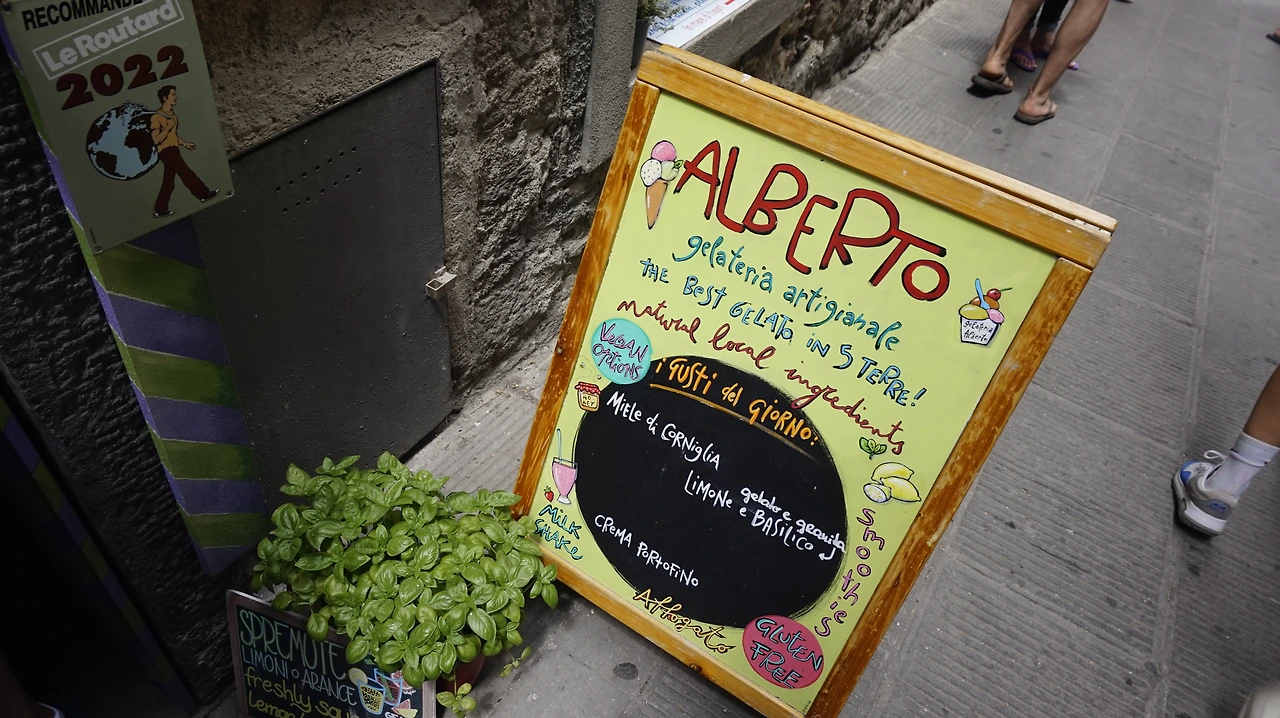 RECOMMANDÉ
Le Routard
2022
ALBERTO
gelateria artigianale
THE BEST GELATO IN 5 TERRE!
Natural local ingredients
VEGAN
OPTIONS
i GUSTI del GIORNO:
MIELE di CORNIGLIA
LIMONE e BASILICO
gelato e granita
CREMA PORTOFINO
MILK
SHAKE
Smoothies
Affogato
GLUTEN
FREE
gelateria
Alberto
SPREMUTE
LIMONI O ARANCE
freshly